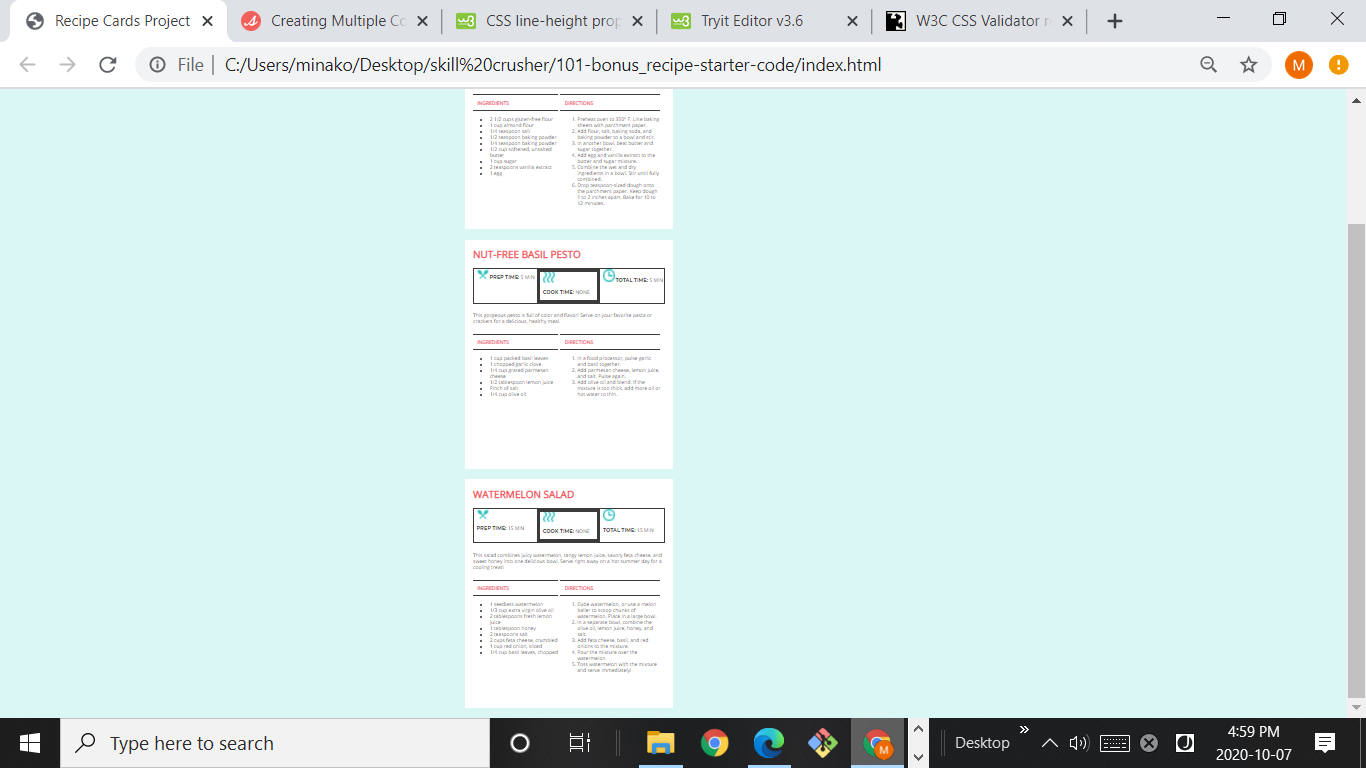 Recipe Cards Project
Creating Multiple Co
CSS line-height prop
Tryit Editor v3.6
W3C CSS Validator r
File
C:/Users/minako/Desktop/skill%20crusher/101-bonus_recipe-starter-code/index.html
M
INGREDIENTS
2 1/2 cups gluten-free flour
1 cup almond flour
1/4 teaspoon salt
1/2 teaspoon baking powder
1/4 teaspoon baking powder
1/2 cup softened, unsalted
butter
1 cup sugar
2 teaspoons vanilla extract
1 egg
DIRECTIONS
1. Preheat oven to 350° F. Line baking
sheets with parchment paper.
2. Add flour, salt, baking soda, and
baking powder to a bowl and stir.
3. In another bowl, beat butter and
sugar together.
4. Add egg and vanilla extract to the
butter and sugar mixture.
5. Combine the wet and dry
ingredients in a bowl. Stir until fully
combined.
6. Drop teaspoon-sized dough onto
the parchment paper. Keep dough
1 to 2 inches apart. Bake for 10 to
12 minutes.
NUT-FREE BASIL PESTO
PREP TIME: 5 MIN
COOK TIME: NONE
TOTAL TIME: 5 MIN
This gorgeous pesto is full of color and flavor! Serve on your favorite pasta or
crackers for a delicious, healthy meal.
INGREDIENTS
1 cup packed basil leaves
1 chopped garlic clove
1/4 cup grated parmesan
cheese
1/2 tablespoon lemon juice
Pinch of salt
1/4 cup olive oil
DIRECTIONS
1. In a food processor, pulse garlic
and basil together.
2. Add parmesan cheese, lemon juice,
and salt. Pulse again.
3. Add olive oil and blend. If the
mixture is too thick, add more oil or
hot water to thin.
WATERMELON SALAD
PREP TIME: 15 MIN
COOK TIME: NONE
TOTAL TIME: 15 MIN
This salad combines juicy watermelon, tangy lemon juice, savory feta cheese, and
sweet honey into one delicious bowl. Serve right away on a hot summer day for a
cooling treat!
INGREDIENTS
1 seedless watermelon
1/3 cup extra virgin olive oil
2 tablespoons fresh lemon
juice
1 tablespoon honey
2 teaspoons salt
2 cups feta cheese, crumbled
1 cup red onion, sliced
1/4 cup basil leaves, chopped
DIRECTIONS
1. Cube watermelon, or use a melon
baller to scoop chunks of
watermelon. Place in a large bowl.
2. In a separate bowl, combine the
olive oil, lemon juice, honey, and
salt.
3. Add feta cheese, basil, and red
onions to the mixture.
4. Pour the mixture over the
watermelon.
5. Toss watermelon with the mixture
and serve immediately!
Type here to search
M
Desktop
4:59 PM
2020-10-07